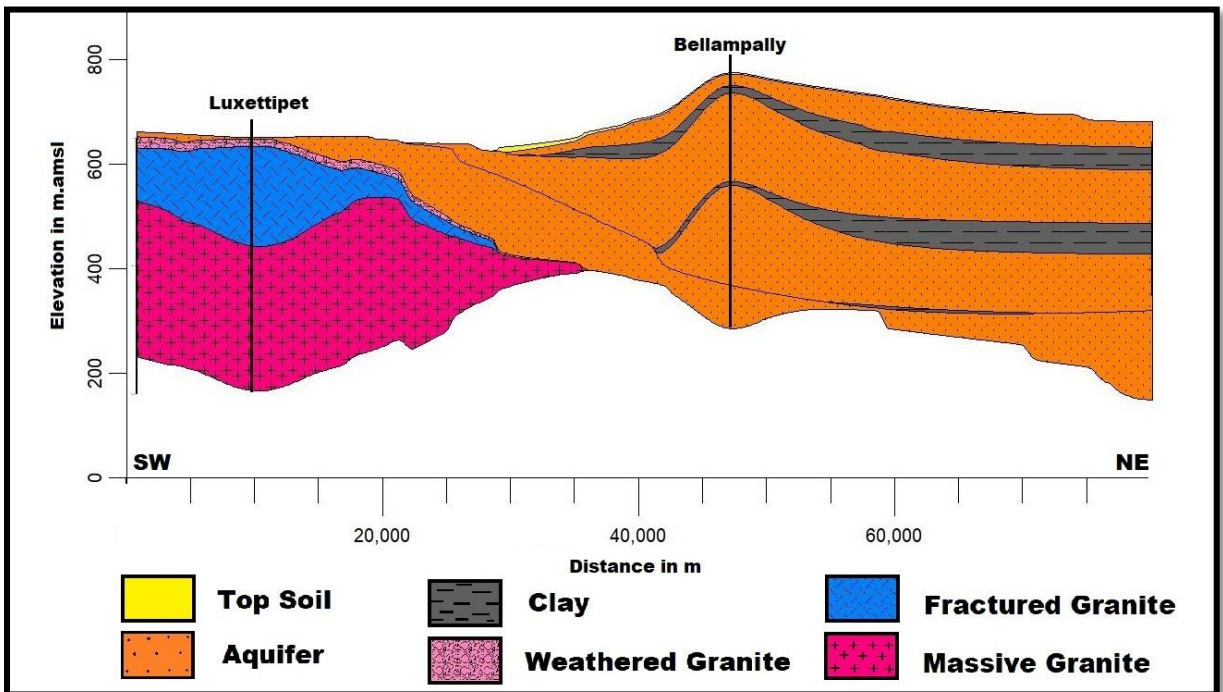 Bellampally
Luxettipet
Elevation in m.amsl
800
600
400
200
0
SW
NE
20,000
40,000
60,000
Distance in m
Top Soil
Clay
Fractured Granite
Aquifer
Weathered Granite
Massive Granite